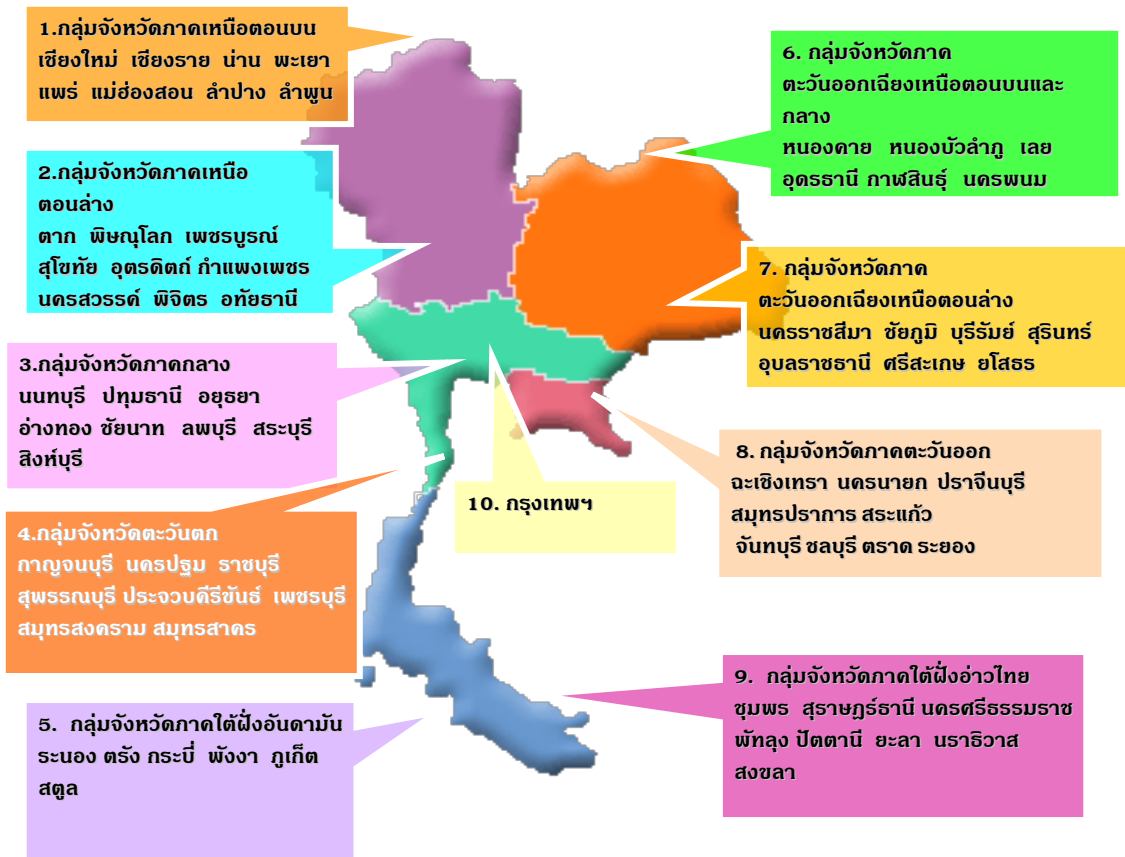 1.กลุ่มจังหวัดภาคเหนือตอนบน
เชียงใหม่ เชียงราย น่าน พะเยา
แพร่ แม่ฮ่องสอน ลำปาง ลำพูน
2.กลุ่มจังหวัดภาคเหนือ
ตอนล่าง
ตาก พิษณุโลก เพชรบูรณ์
สุโขทัย อุตรดิตถ์ กำแพงเพชร
นครสวรรค์ พิจิตร อทัยธานี
3.กลุ่มจังหวัดภาคกลาง
นนทบุรี ปทุมธานี อยุธยา
อ่างทอง ชัยนาท ลพบุรี สระบุรี
สิงห์บุรี
4.กลุ่มจังหวัดตะวันตก
กาญจนบุรี นครปฐม ราชบุรี
สุพรรณบุรี ประจวบคีรีขันธ์ เพชรบุรี
สมุทรสงคราม สมุทรสาคร
5. กลุ่มจังหวัดภาคใต้ฝั่งอันดามัน
ระนอง ตรัง กระบี่ พังงา ภูเก็ต
สตูล
6. กลุ่มจังหวัดภาค
ตะวันออกเฉียงเหนือตอนบนและ
กลาง
หนองคาย หนองบัวลำภู เลย
อุดรธานี กาฬสินธุ์ นครพนม
7. กลุ่มจังหวัดภาค
ตะวันออกเฉียงเหนือตอนล่าง
นครราชสีมา ชัยภูมิ บุรีรัมย์ สุรินทร์
อุบลราชธานี ศรีสะเกษ ยโสธร
8. กลุ่มจังหวัดภาคตะวันออก
ฉะเชิงเทรา นครนายก ปราจีนบุรี
สมุทรปราการ สระแก้ว
จันทบุรี ชลบุรี ตราด ระยอง
9. กลุ่มจังหวัดภาคใต้ฝั่งอ่าวไทย
ชุมพร สุราษฎร์ธานี นครศรีธรรมราช
พัทลุง ปัตตานี ยะลา นราธิวาส
สงขลา
10. กรุงเทพฯ